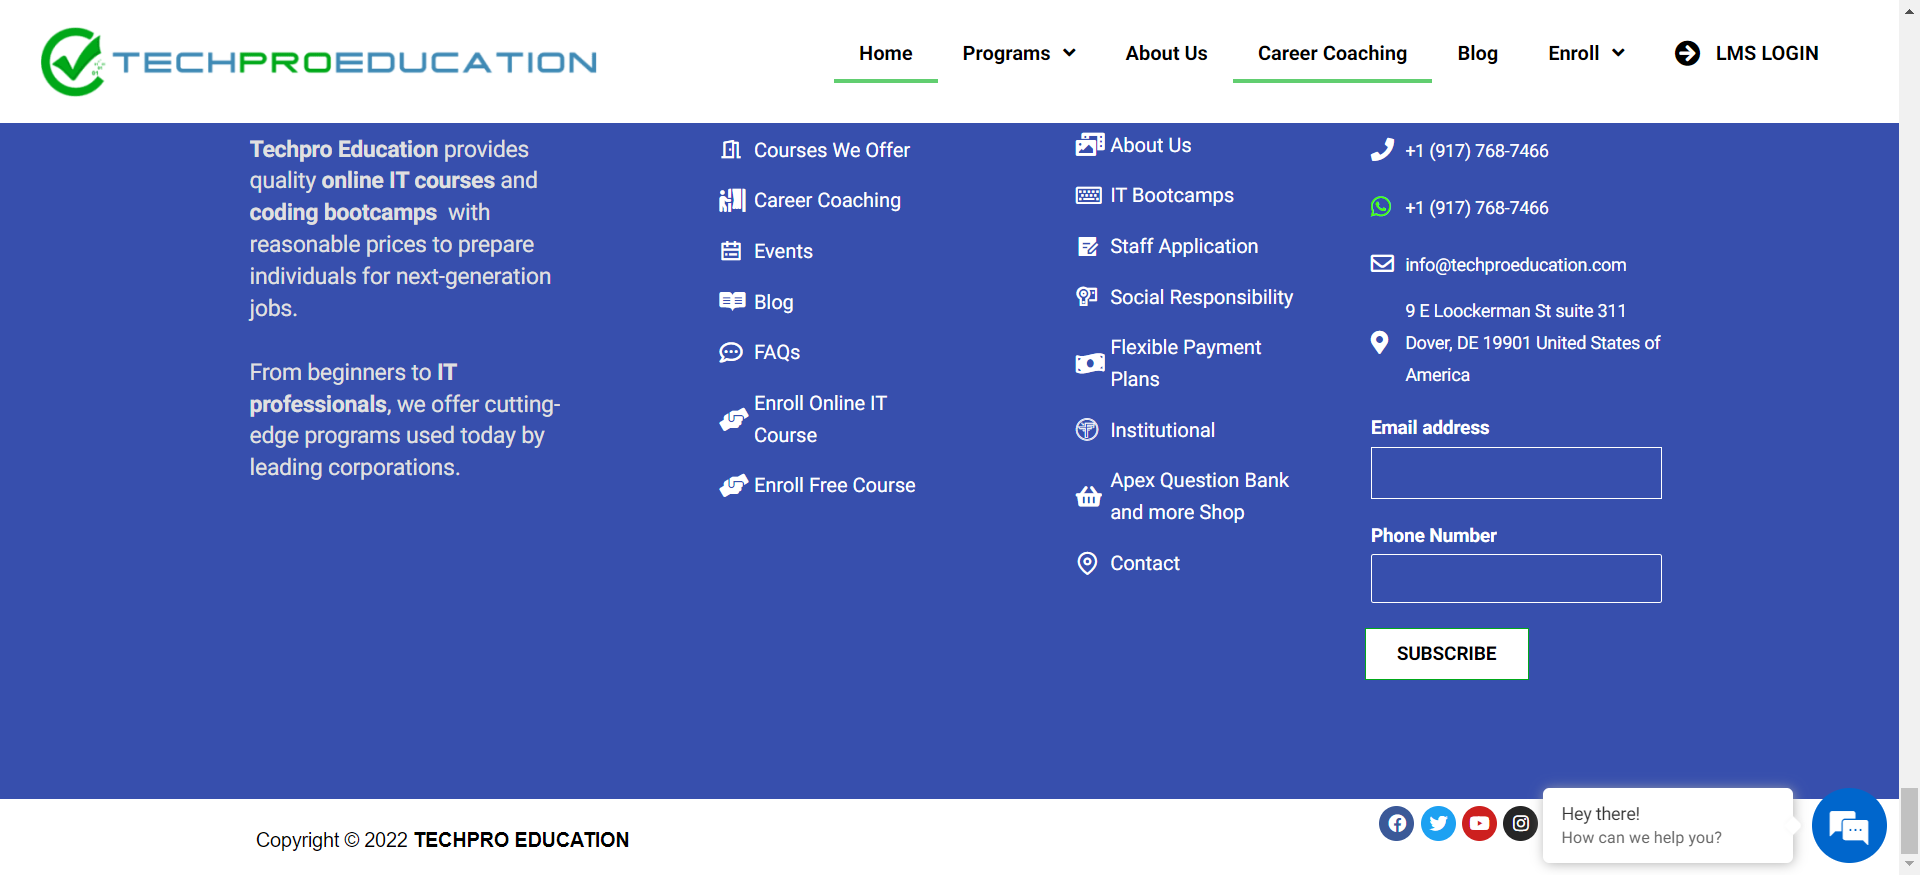 TECHPROEDUCATION
Home Programs About Us Career Coaching Blog Enroll LMS LOGIN
Techpro Education provides
quality online IT courses and
coding bootcamps with
reasonable prices to prepare
individuals for next-generation
jobs.
From beginners to IT
professionals, we offer cutting-
edge programs used today by
leading corporations.
Courses We Offer
Career Coaching
Events
Blog
FAQs
Enroll Online IT
Course
Enroll Free Course
About Us
IT Bootcamps
Staff Application
Social Responsibility
Flexible Payment
Plans
Institutional
Apex Question Bank
and more Shop
Contact
+1 (917) 768-7466
+1 (917) 768-7466
info@techproeducation.com
9 E Loockerman St suite 311
Dover, DE 19901 United States of
America
Email address
Phone Number
SUBSCRIBE
Copyright © 2022 TECHPRO EDUCATION
Hey there!
How can we help you?